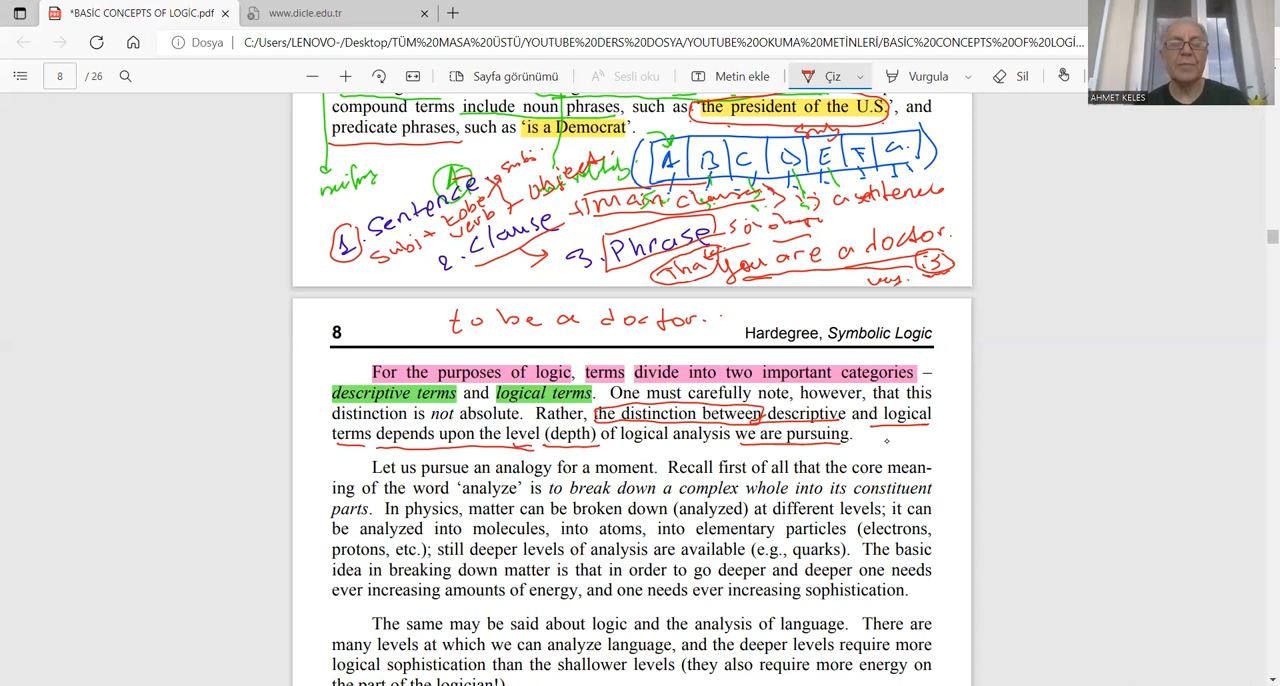 *BASİC CONCEPTS OF LOGİC.pdf
www.dicle.edu.tr
Dosya
C:/Users/LENOVO-/Desktop/TÜM%20MASA%20ÜSTÜ/YOUTUBE%20DERS%20DOSYA/YOUTUBE%20OKUMA%20METİNLERİ/BASİC%20CONCEPTS%20OF%20LOGİ...
8 / 26
Sayfa görünümü
Sesli oku
Metin ekle
Çiz
Vurgula
Sil
AHMET KELES
compound terms include noun phrases, such as ‘the president of the U.S.’, and
predicate phrases, such as ‘is a Democrat’.
A B C D E F G
1. Sentence
subj + verb + object
2. Clause
is a sentence
3. Phrase
That you are a doctor.
to be a doctor..
8
Hardegree, Symbolic Logic
For the purposes of logic, terms divide into two important categories –
descriptive terms and logical terms. One must carefully note, however, that this
distinction is not absolute. Rather, the distinction between descriptive and logical
terms depends upon the level (depth) of logical analysis we are pursuing.
Let us pursue an analogy for a moment. Recall first of all that the core mean-
ing of the word ‘analyze’ is to break down a complex whole into its constituent
parts. In physics, matter can be broken down (analyzed) at different levels; it can
be analyzed into molecules, into atoms, into elementary particles (electrons,
protons, etc.); still deeper levels of analysis are available (e.g., quarks). The basic
idea in breaking down matter is that in order to go deeper and deeper one needs
ever increasing amounts of energy, and one needs ever increasing sophistication.
The same may be said about logic and the analysis of language. There are
many levels at which we can analyze language, and the deeper levels require more
logical sophistication than the shallower levels (they also require more energy on
the part of the logician!)